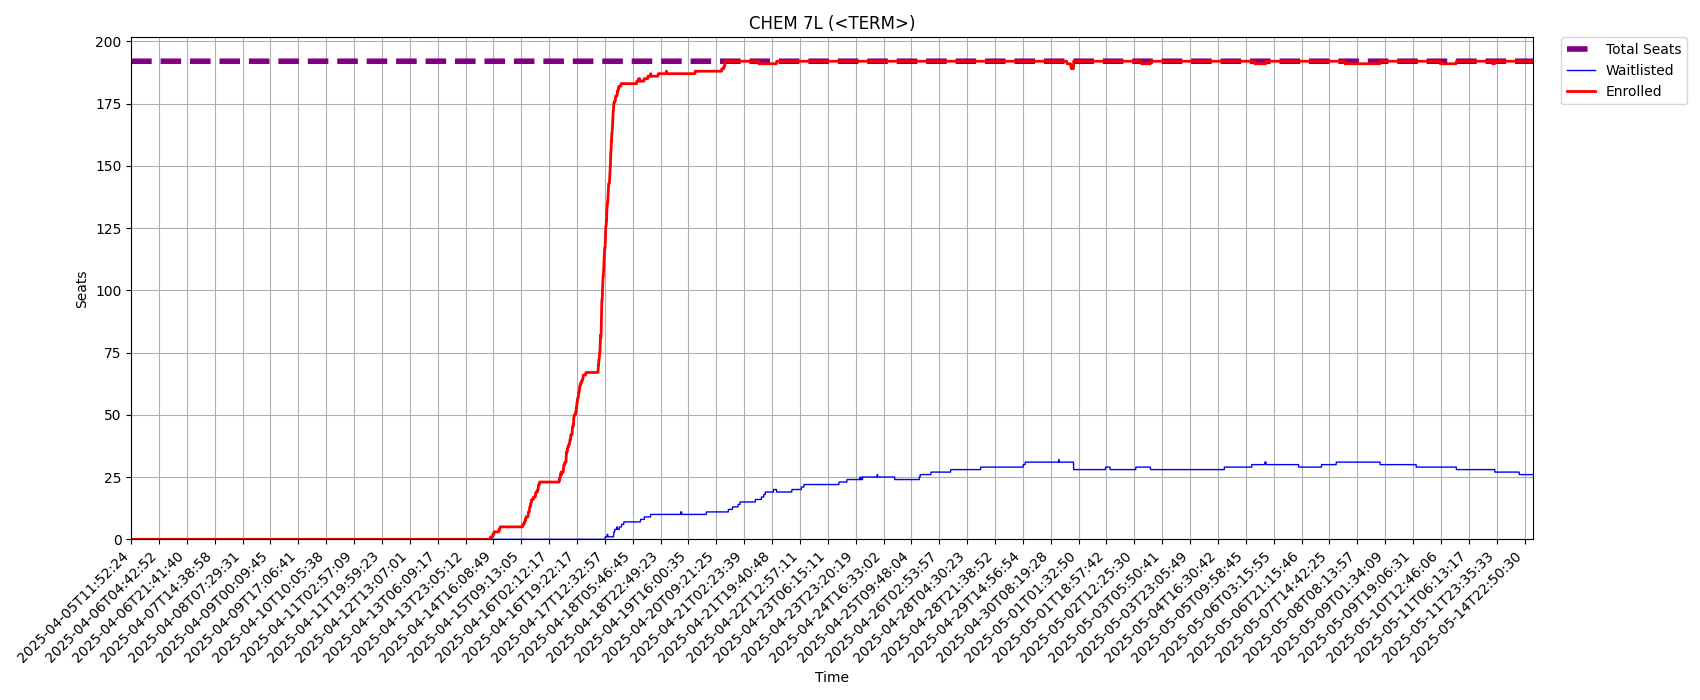 CHEM 7L (<TERM>)
Total Seats
Waitlisted
Enrolled
Seats
200
175
150
125
100
75
50
25
0
2025-04-05T11:52:24
2025-04-06T04:42:52
2025-04-06T21:41:40
2025-04-07T14:38:58
2025-04-08T07:29:31
2025-04-09T00:09:45
2025-04-09T17:06:41
2025-04-10T10:05:38
2025-04-11T02:57:09
2025-04-11T19:59:23
2025-04-12T13:07:01
2025-04-13T06:09:17
2025-04-13T23:05:12
2025-04-14T16:08:49
2025-04-15T09:13:05
2025-04-16T02:12:17
2025-04-16T19:22:17
2025-04-17T12:32:57
2025-04-18T05:46:45
2025-04-18T22:49:23
2025-04-19T16:00:35
2025-04-20T09:21:25
2025-04-21T02:23:39
2025-04-21T19:40:48
2025-04-22T12:57:11
2025-04-23T06:15:11
2025-04-23T23:20:19
2025-04-24T16:33:02
2025-04-25T09:48:04
2025-04-26T02:53:57
2025-04-28T04:30:23
2025-04-28T21:38:52
2025-04-29T14:56:54
2025-04-30T08:19:28
2025-05-01T01:32:50
2025-05-01T18:57:42
2025-05-02T12:25:30
2025-05-03T05:50:41
2025-05-03T23:05:49
2025-05-04T16:30:42
2025-05-05T09:58:45
2025-05-06T03:15:55
2025-05-06T21:15:46
2025-05-07T14:42:25
2025-05-08T08:13:57
2025-05-09T01:34:09
2025-05-09T19:06:31
2025-05-10T12:46:06
2025-05-11T06:13:17
2025-05-11T23:35:33
2025-05-14T22:50:30
Time